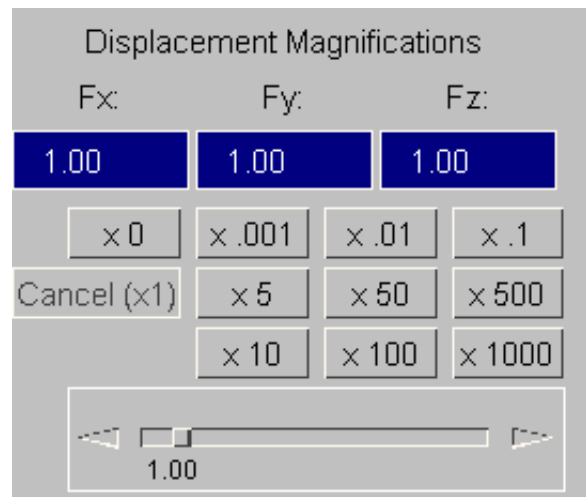 Displacement Magnifications
Fx: Fy: Fz:
1.00 1.00 1.00
x 0 x .001 x .01 x .1
Cancel (x1) x 5 x 50 x 500
x 10 x 100 x 1000
1.00